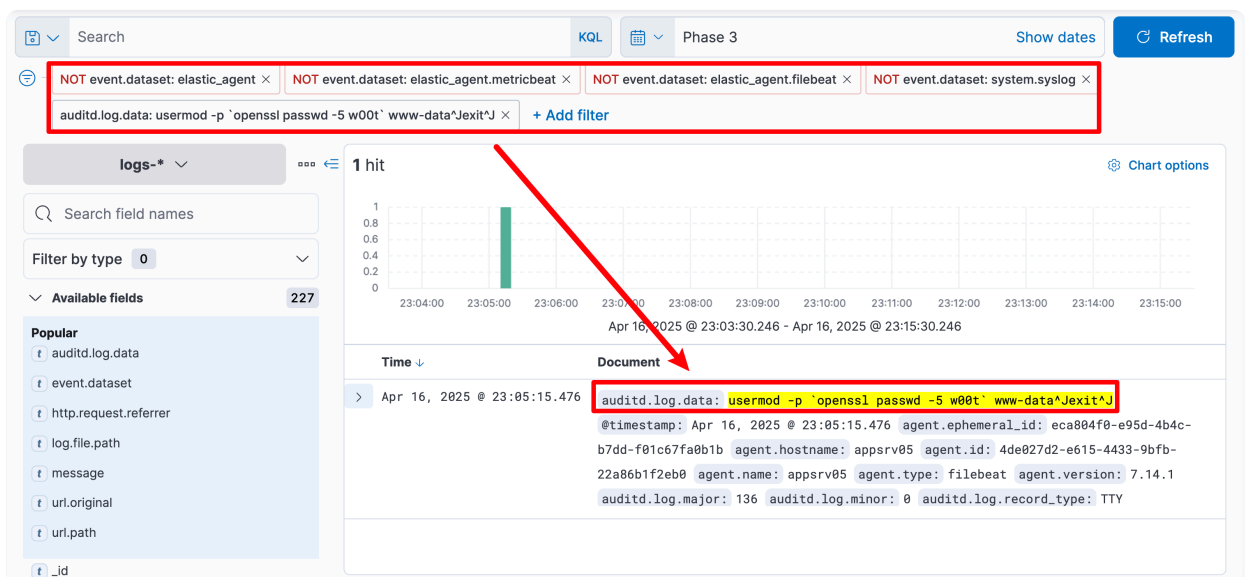 Search KQL Phase 3 Show dates Refresh
NOT event.dataset: elastic_agent × NOT event.dataset: elastic_agent.metricbeat × NOT event.dataset: elastic_agent.filebeat × NOT event.dataset: system.syslog ×
auditd.log.data: usermod -p `openssl passwd -5 w00t` www-data^Jexit^J × + Add filter
logs-*
1 hit
Chart options
Search field names
Filter by type 0
Available fields 227
Popular
t auditd.log.data
t event.dataset
t http.request.referrer
t log.file.path
t message
t url.original
t url.path
t _id
1
0.8
0.6
0.4
0.2
0
23:04:00 23:05:00 23:06:00 23:07:00 23:08:00 23:09:00 23:10:00 23:11:00 23:12:00 23:13:00 23:14:00 23:15:00
Apr 16, 2025 @ 23:03:30.246 - Apr 16, 2025 @ 23:15:30.246
Time ↓ Document
Apr 16, 2025 @ 23:05:15.476 auditd.log.data: usermod -p `openssl passwd -5 w00t` www-data^Jexit^J
@timestamp: Apr 16, 2025 @ 23:05:15.476 agent.ephemeral_id: eca804f0-e95d-4b4c-
b7dd-f01c67fa0b1b agent.hostname: appsrv05 agent.id: 4de027d2-e615-4433-9bfb-
22a86b1f2eb0 agent.name: appsrv05 agent.type: filebeat agent.version: 7.14.1
auditd.log.major: 136 auditd.log.minor: 0 auditd.log.record_type: TTY